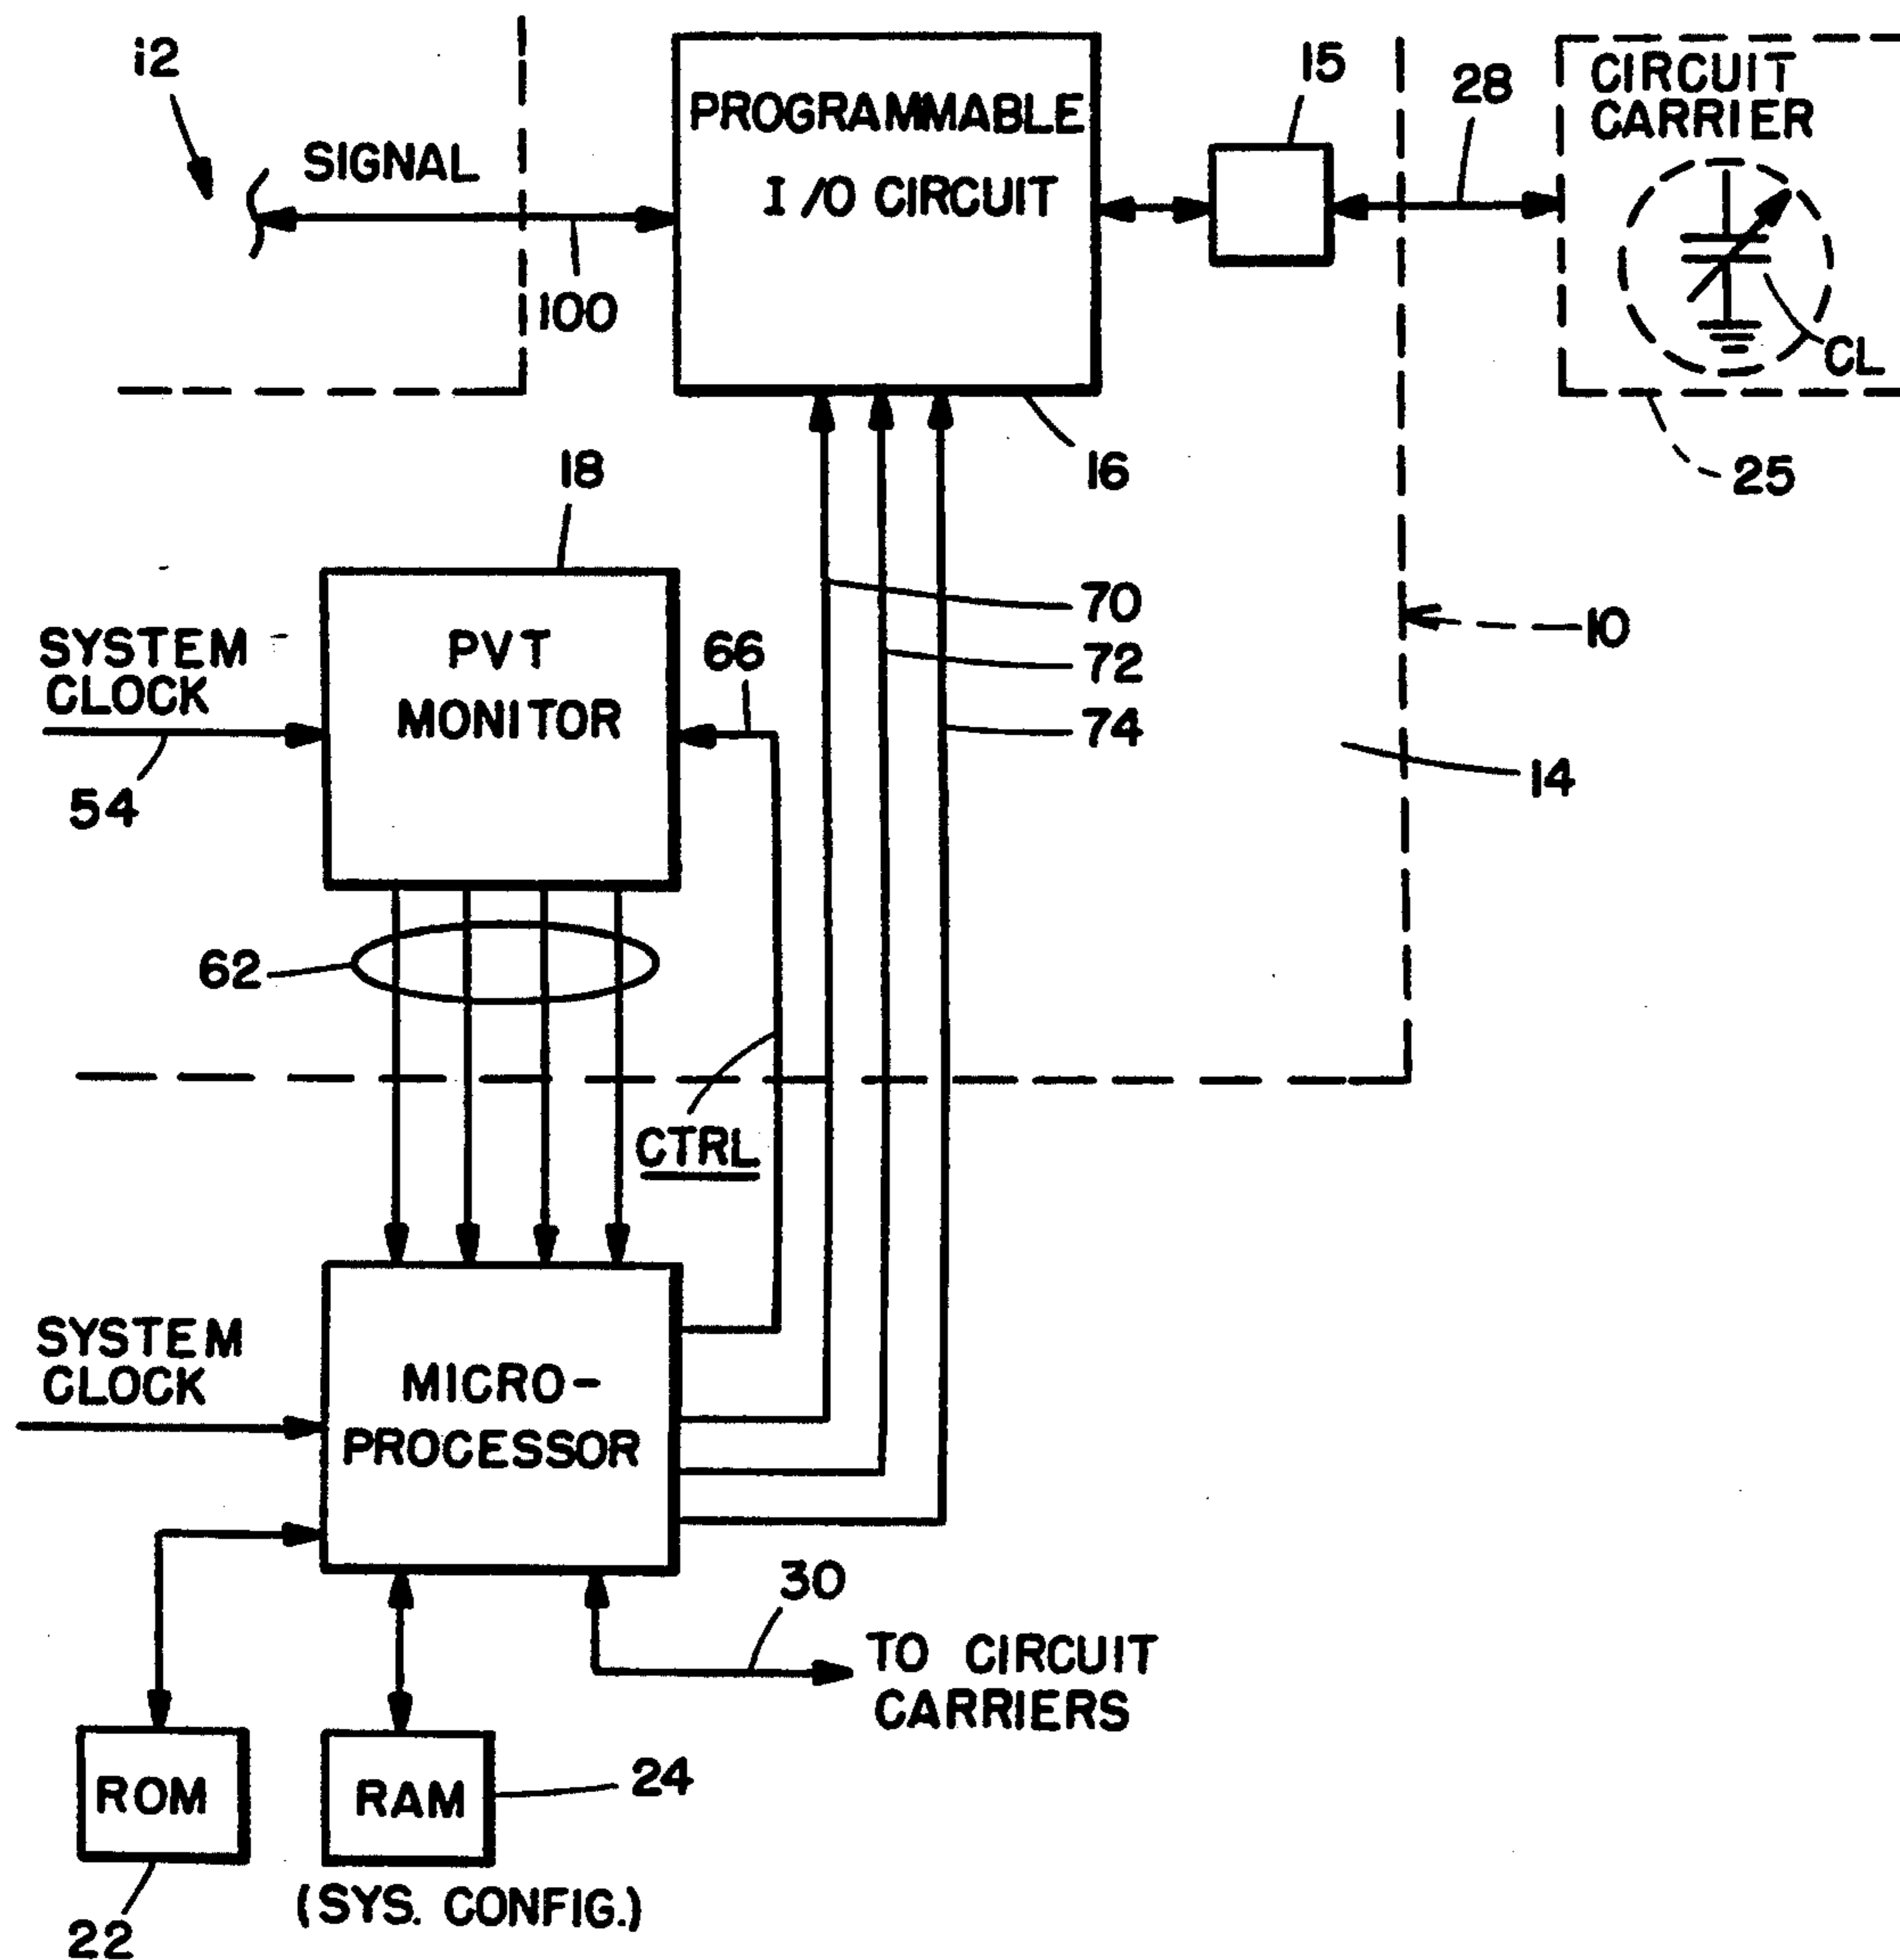 i2
SIGNAL
100
PROGRAMMABLE
I/O CIRCUIT
15
28
CIRCUIT
CARRIER
CL
25
16
18
PVT
MONITOR
SYSTEM
CLOCK
54
66
70
72
74
10
14
62
CTRL
SYSTEM
CLOCK
MICRO-
PROCESSOR
30
TO CIRCUIT
CARRIERS
ROM
22
RAM
24
(SYS. CONFIG.)